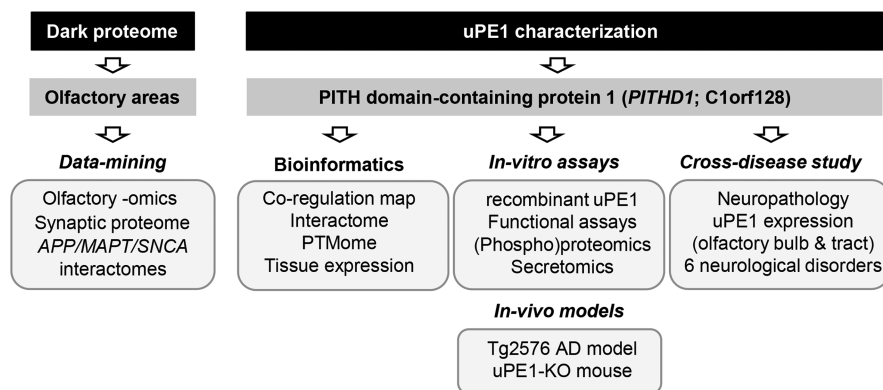 Dark proteome
Olfactory areas
Data-mining
Olfactory -omics
Synaptic proteome
APP/MAPT/SNCA
interactomes
uPE1 characterization
PITH domain-containing protein 1 (PITHD1; C1orf128)
Bioinformatics
Co-regulation map
Interactome
PTMome
Tissue expression
In-vitro assays
recombinant uPE1
Functional assays
(Phospho)proteomics
Secretomics
In-vivo models
Tg2576 AD model
uPE1-KO mouse
Cross-disease study
Neuropathology
uPE1 expression
(olfactory bulb & tract)
6 neurological disorders